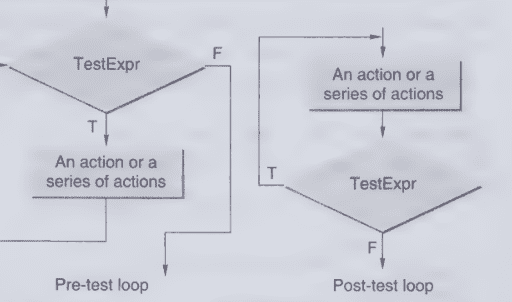 TestExpr
F
T
An action or a
series of actions
Pre-test loop
An action or a
series of actions
T
TestExpr
F
Post-test loop